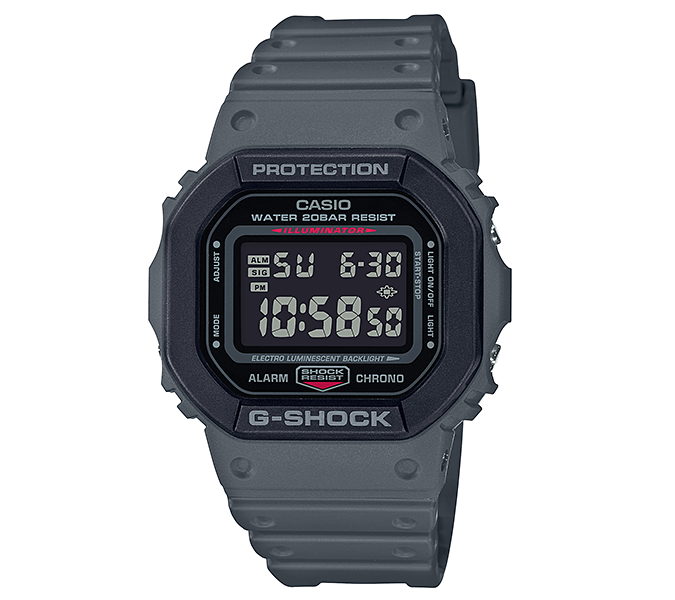 PROTECTION
CASIO
WATER 20BAR RESIST
ILLUMINATOR
ADJUST
MODE
ALM
SIG
PM
SU 6-30
10:58 50
LIGHT ON/OFF
START·STOP
LIGHT
ELECTRO LUMINESCENT BACKLIGHT
ALARM
SHOCK
RESIST
CHRONO
G-SHOCK